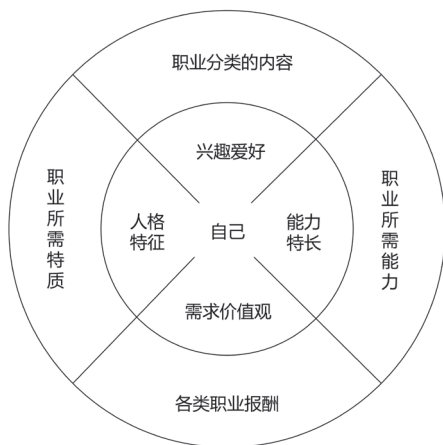 职业分类的内容
兴趣爱好
职业所需特质
人格
特征
自己
能力
特长
职业所需能力
需求价值观
各类职业报酬